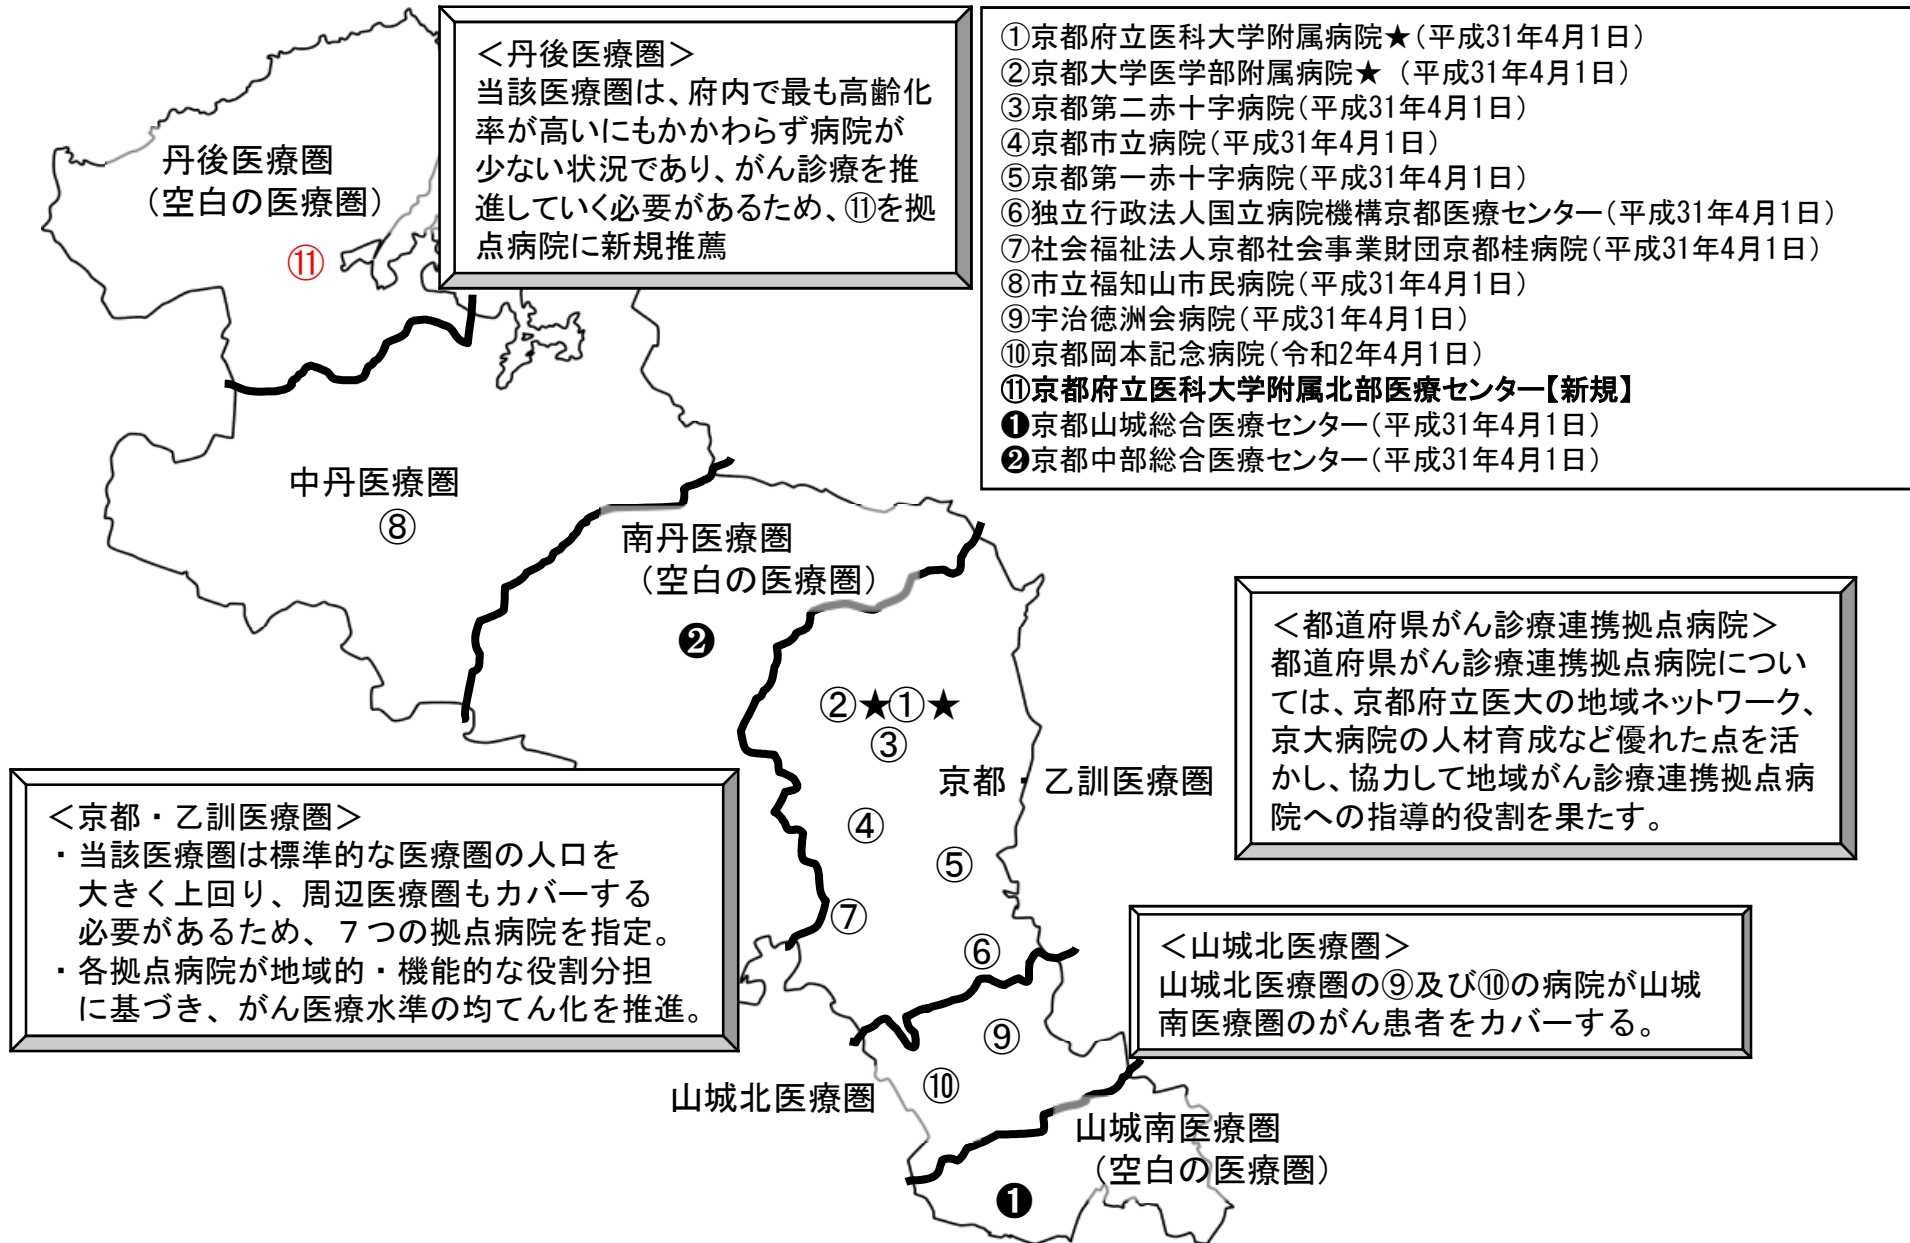 ＜丹後医療圏＞
当該医療圏は、府内で最も高齢化
率が高いにもかかわらず病院が
少ない状況であり、がん診療を推
進していく必要があるため、⑪を拠
点病院に新規推薦
①京都府立医科大学附属病院★(平成31年4月1日)
②京都大学医学部附属病院★ (平成31年4月1日)
③京都第二赤十字病院(平成31年4月1日)
④京都市立病院(平成31年4月1日)
⑤京都第一赤十字病院(平成31年4月1日)
⑥独立行政法人国立病院機構京都医療センター(平成31年4月1日)
⑦社会福祉法人京都社会事業財団京都桂病院(平成31年4月1日)
⑧市立福知山市民病院(平成31年4月1日)
⑨宇治徳洲会病院(平成31年4月1日)
⑩京都岡本記念病院(令和2年4月1日)
⑪京都府立医科大学附属北部医療センター【新規】
❶京都山城総合医療センター(平成31年4月1日)
❷京都中部総合医療センター(平成31年4月1日)
丹後医療圏
（空白の医療圏）
⑪
中丹医療圏
⑧
南丹医療圏
（空白の医療圏）
❷
②★①★
③
京都・乙訓医療圏
④
⑤
⑦
⑥
＜都道府県がん診療連携拠点病院＞
都道府県がん診療連携拠点病院につい
ては、京都府立医大の地域ネットワーク、
京大病院の人材育成など優れた点を活
かし、協力して地域がん診療連携拠点病
院への指導的役割を果たす。
＜京都・乙訓医療圏＞
・当該医療圏は標準的な医療圏の人口を
大きく上回り、周辺医療圏もカバーする
必要があるため、７つの拠点病院を指定。
・各拠点病院が地域的・機能的な役割分担
に基づき、がん医療水準の均てん化を推進。
＜山城北医療圏＞
山城北医療圏の⑨及び⑩の病院が山城
南医療圏のがん患者をカバーする。
⑨
⑩
山城北医療圏
山城南医療圏
（空白の医療圏）
❶